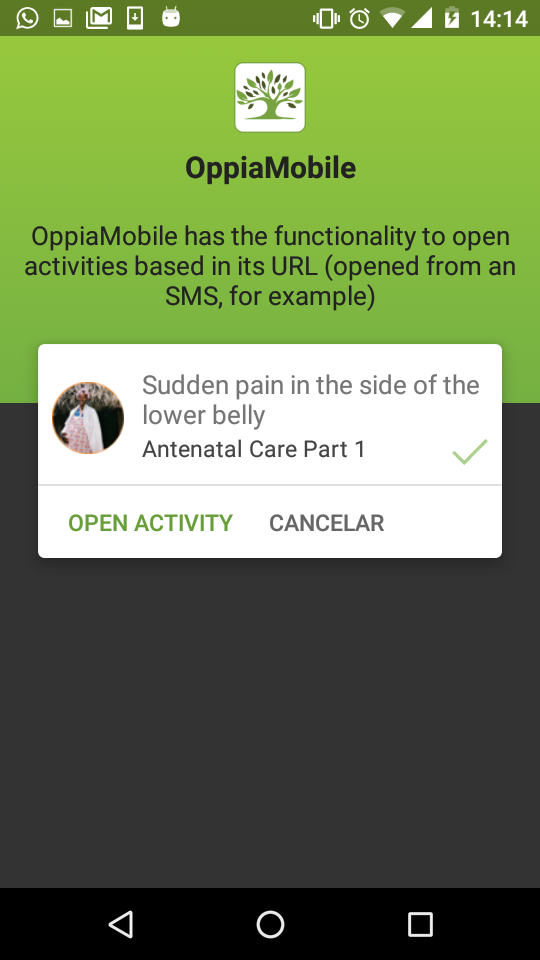 14:14
OppiaMobile
OppiaMobile has the functionality to open
activities based in its URL (opened from an
SMS, for example)
Sudden pain in the side of the
lower belly
Antenatal Care Part 1
OPEN ACTIVITY CANCELAR